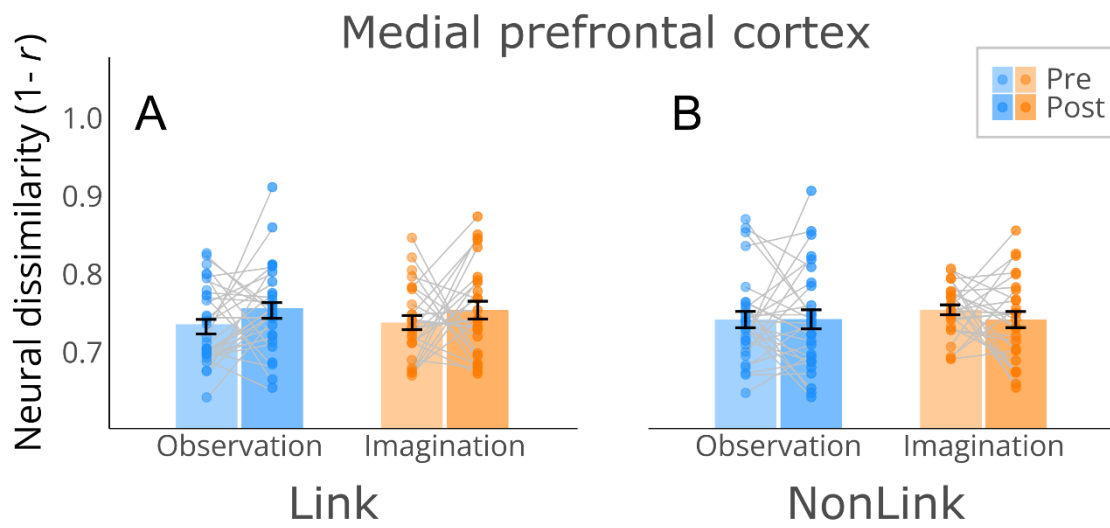 Medial prefrontal cortex
Neural dissimilarity (1- r)
1.0
0.9
0.8
0.7
A
B
Pre
Post
Observation
Imagination
Observation
Imagination
Link
NonLink